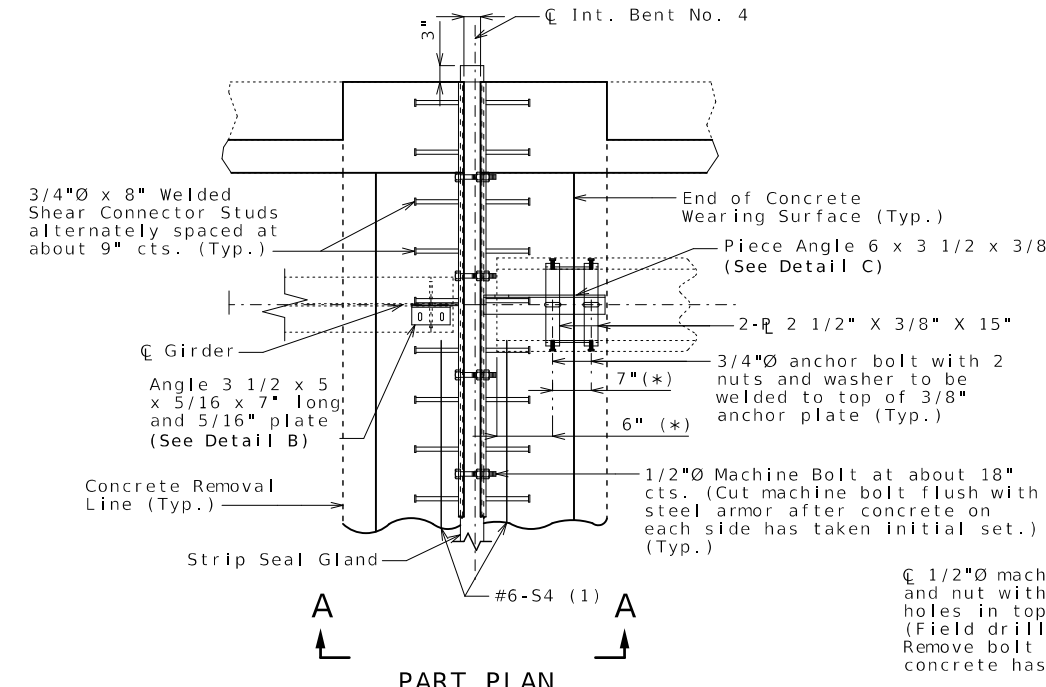 ℄ Int. Bent No. 4
3"
3/4"Ø x 8" Welded
Shear Connector Studs
alternately spaced at
about 9" cts. (Typ.)
End of Concrete
Wearing Surface (Typ.)
Piece Angle 6 x 3 1/2 x 3/8
(See Detail C)
℄ Girder
2-℄ 2 1/2" X 3/8" X 15"
3/4"Ø anchor bolt with 2
nuts and washer to be
welded to top of 3/8"
anchor plate (Typ.)
7"(*)
6" (*)
Angle 3 1/2 x 5
x 5/16 x 7" long
and 5/16" plate
(See Detail B)
1/2"Ø Machine Bolt at about 18"
cts. (Cut machine bolt flush with
steel armor after concrete on
each side has taken initial set.)
(Typ.)
Concrete Removal
Line (Typ.)
Strip Seal Gland
#6-S4 (1)
A
A
PART PLAN
℄ 1/2"Ø mach
and nut with
holes in top
(Field drill
Remove bolt
concrete has